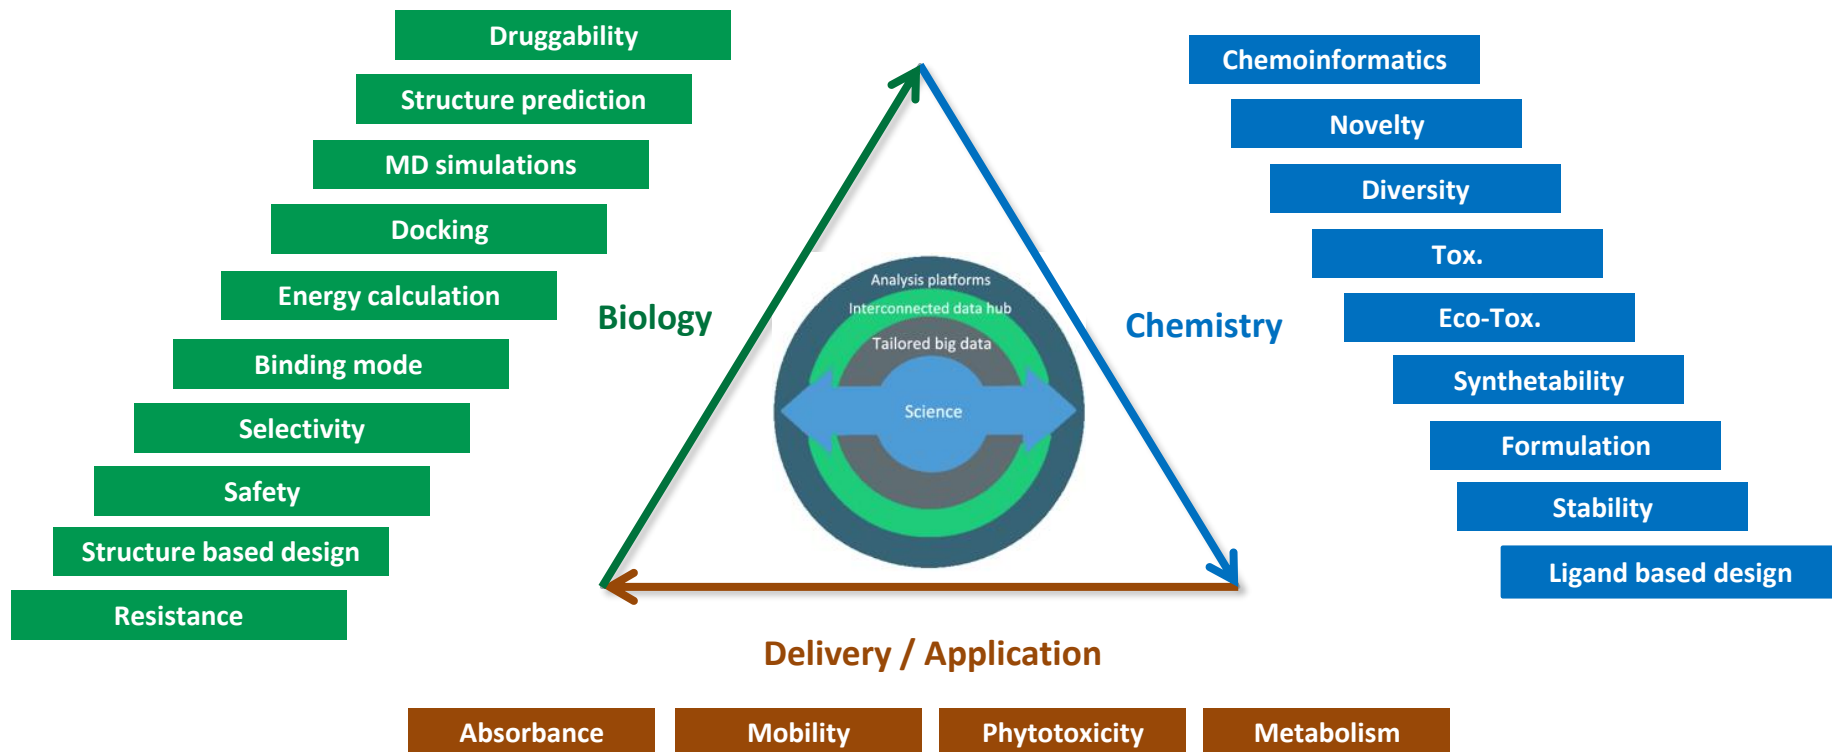 Druggability
Structure prediction
MD simulations
Docking
Energy calculation
Binding mode
Selectivity
Safety
Structure based design
Resistance
Biology
Analysis platforms
Interconnected data hub
Tailored big data
Science
Chemistry
Chemoinformatics
Novelty
Diversity
Tox.
Eco-Tox.
Synthetability
Formulation
Stability
Ligand based design
Delivery / Application
Absorbance
Mobility
Phytotoxicity
Metabolism